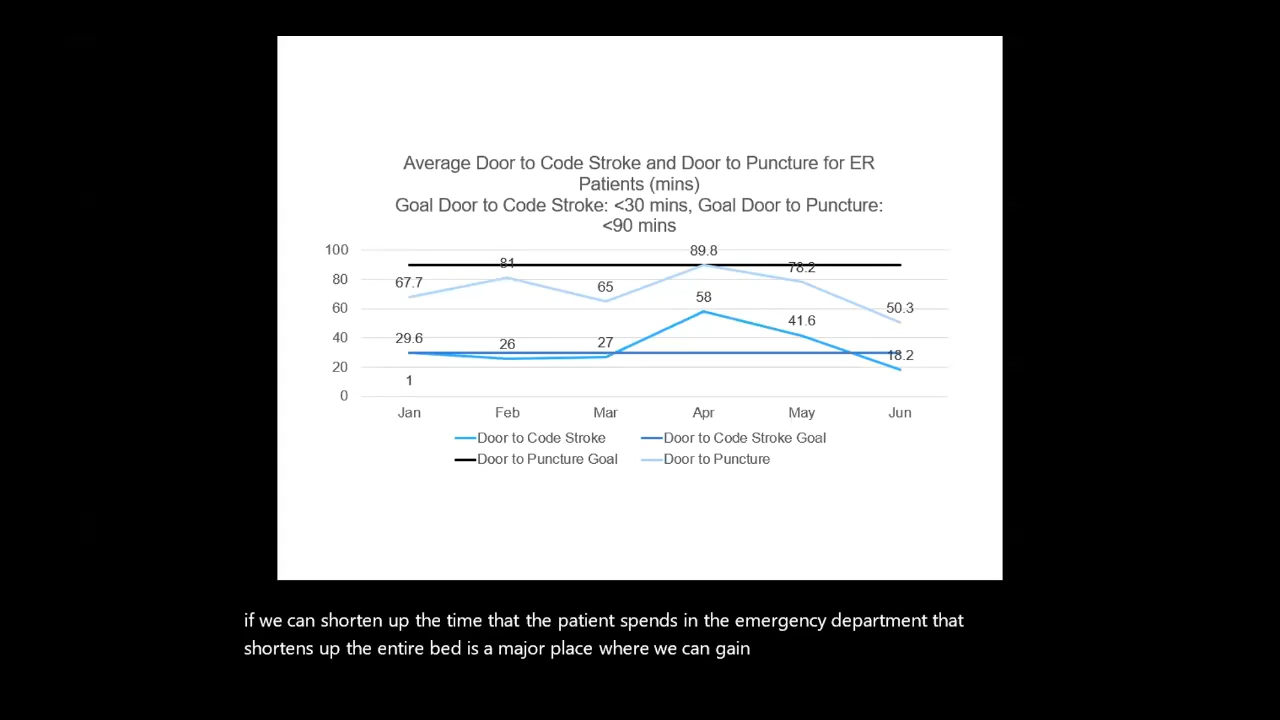 Average Door to Code Stroke and Door to Puncture for ER
Patients (mins)
Goal Door to Code Stroke: <30 mins, Goal Door to Puncture:
<90 mins
100
80
60
40
20
0
67.7
81
65
89.8
78.2
50.3
29.6
26
27
58
41.6
18.2
1
Jan Feb Mar Apr May Jun
Door to Code Stroke Door to Code Stroke Goal
Door to Puncture Goal Door to Puncture
if we can shorten up the time that the patient spends in the emergency department that
shortens up the entire bed is a major place where we can gain